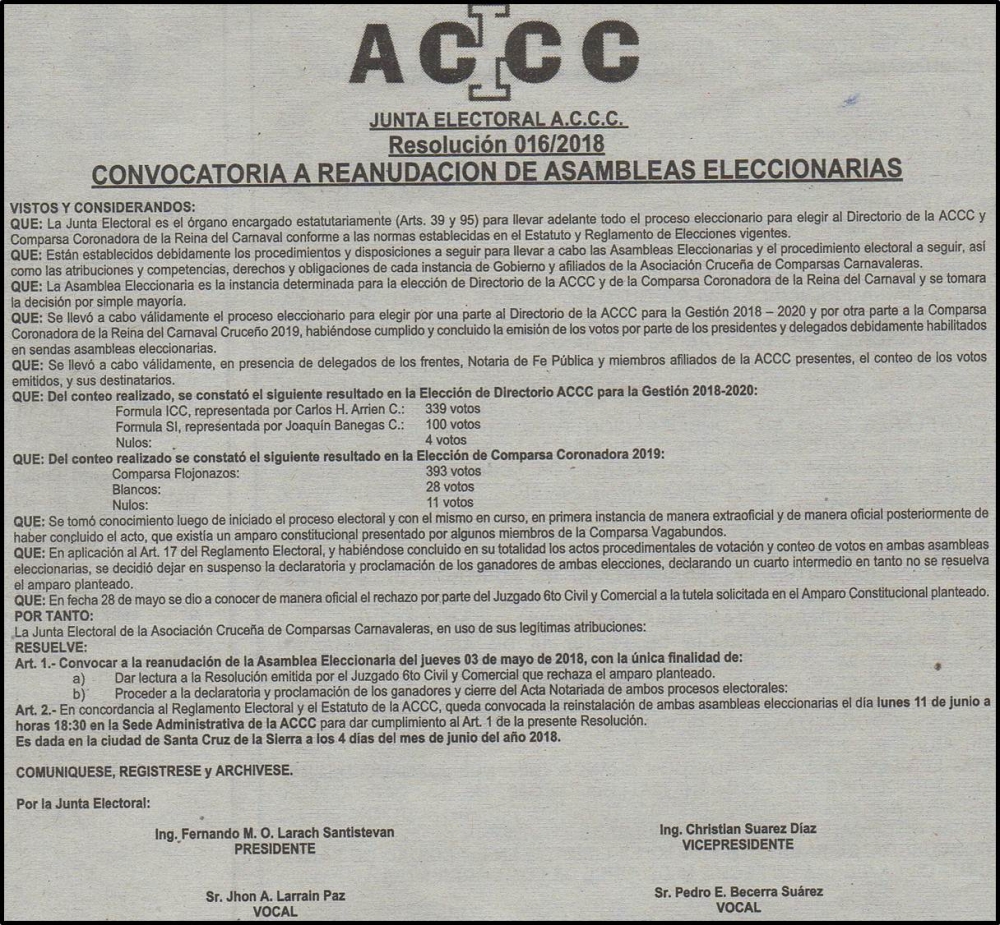 ACCC
JUNTA ELECTORAL A.C.C.C.
Resolución 016/2018
CONVOCATORIA A REANUDACION DE ASAMBLEAS ELECCIONARIAS
VISTOS Y CONSIDERANDOS:
QUE: La Junta Electoral es el órgano encargado estatutariamente (Arts. 39 y 95) para llevar adelante todo el proceso eleccionario para elegir al Directorio de la ACCC y
Comparsa Coronadora de la Reina del Carnaval conforme a las normas establecidas en el Estatuto y Reglamento de Elecciones vigentes.
QUE: Están establecidos debidamente los procedimientos y disposiciones a seguir para llevar a cabo las Asambleas Eleccionarias y el procedimiento electoral a seguir, asi
como las atribuciones y competencias, derechos y obligaciones de cada instancia de Gobierno y afiliados de la Asociación Cruceña de Comparsas Carnavaleras.
QUE: La Asamblea Eleccionaria es la instancia determinada para la elección de Directorio de la ACCC y de la Comparsa Coronadora de la Reina del Carnaval y se tomara
la decisión por simple mayoría.
QUE: Se llevó a cabo válidamente el proceso eleccionario para elegir por una parte al Directorio de la ACCC para la Gestión 2018 – 2020 y por otra parte a la Comparsa
Coronadora de la Reina del Carnaval Cruceño 2019, habiéndose cumplido y concluido la emisión de los votos por parte de los presidentes y delegados debidamente habilitados
en sendas asambleas eleccionarias.
QUE: Se llevó a cabo válidamente, en presencia de delegados de los frentes, Notaria de Fe Pública y miembros afiliados de la ACCC presentes, el conteo de los votos
emitidos, y sus destinatarios.
QUE: Del conteo realizado, se constató el siguiente resultado en la Elección de Directorio ACCC para la Gestión 2018-2020:
Formula ICC, representada por Carlos H. Arrien C.: 339 votos
Formula SI, representada por Joaquín Banegas C.: 100 votos
Nulos: 4 votos
QUE: Del conteo realizado se constató el siguiente resultado en la Elección de Comparsa Coronadora 2019:
Comparsa Flojonazos: 393 votos
Blancos: 28 votos
Nulos: 11 votos
QUE: Se tomó conocimiento luego de iniciado el proceso electoral y con el mismo en curso, en primera instancia de manera extraoficial y de manera oficial posteriormente de
haber concluido el acto, que existía un amparo constitucional presentado por algunos miembros de la Comparsa Vagabundos.
QUE: En aplicación al Art. 17 del Reglamento Electoral, y habiéndose concluido en su totalidad los actos procedimentales de votación y conteo de votos en ambas asambleas
eleccionarias, se decidió dejar en suspenso la declaratoria y proclamación de los ganadores de ambas elecciones, declarando un cuarto intermedio en tanto no se resuelva
el amparo planteado.
QUE: En fecha 28 de mayo se dio a conocer de manera oficial el rechazo por parte del Juzgado 6to Civil y Comercial a la tutela solicitada en el Amparo Constitucional planteado.
POR TANTO:
La Junta Electoral de la Asociación Cruceña de Comparsas Carnavaleras, en uso de sus legitimas atribuciones:
RESUELVE:
Art. 1.- Convocar a la reanudación de la Asamblea Eleccionaria del jueves 03 de mayo de 2018, con la única finalidad de:
a) Dar lectura a la Resolución emitida por el Juzgado 6to Civil y Comercial que rechaza el amparo planteado.
b) Proceder a la declaratoria y proclamación de los ganadores y cierre del Acta Notariada de ambos procesos electorales:
Art. 2.- En concordancia al Reglamento Electoral y el Estatuto de la ACCC, queda convocada la reinstalación de ambas asambleas eleccionarias el día lunes 11 de junio a
horas 18:30 en la Sede Administrativa de la ACCC para dar cumplimiento al Art. 1 de la presente Resolución.
Es dada en la ciudad de Santa Cruz de la Sierra a los 4 días del mes de junio del año 2018.
COMUNIQUESE, REGISTRESE y ARCHIVESE.
Por la Junta Electoral:
Ing. Fernando M. O. Larach Santistevan
PRESIDENTE
Ing. Christian Suarez Díaz
VICEPRESIDENTE
Sr. Jhon A. Larrain Paz
VOCAL
Sr. Pedro E. Becerra Suárez
VOCAL